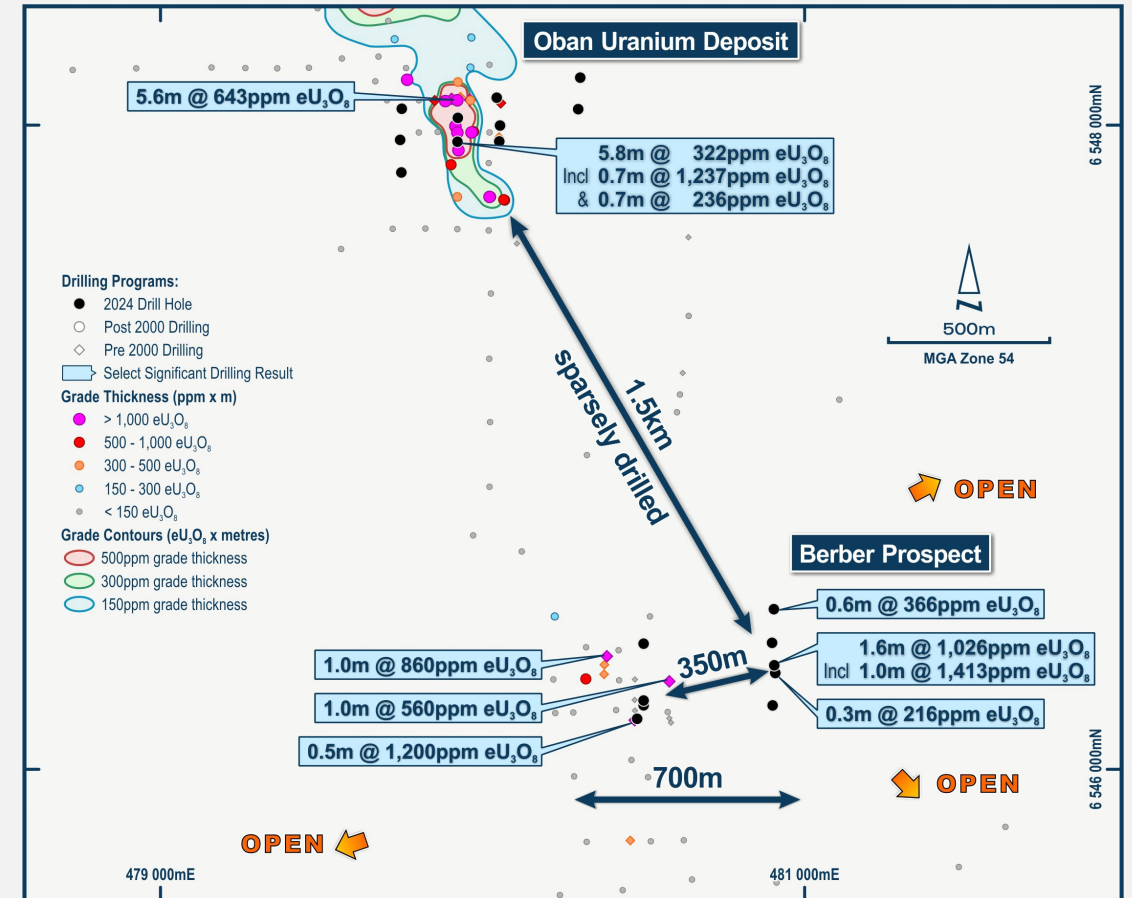 Oban Uranium Deposit
5.6m @ 643ppm eU₃O₈
6 548 000mN
5.8m @ 322ppm eU₃O₈
Incl 0.7m @ 1,237ppm eU₃O₈
& 0.7m @ 236ppm eU₃O₈
Drilling Programs:
2024 Drill Hole
Post 2000 Drilling
Pre 2000 Drilling
Select Significant Drilling Result
Grade Thickness (ppm x m)
> 1,000 eU₃O₈
500 - 1,000 eU₃O₈
300 - 500 eU₃O₈
150 - 300 eU₃O₈
< 150 eU₃O₈
Grade Contours (eU₃O₈ x metres)
500ppm grade thickness
300ppm grade thickness
150ppm grade thickness
N
500m
MGA Zone 54
1.5km
sparsely drilled
OPEN
Berber Prospect
0.6m @ 366ppm eU₃O₈
1.6m @ 1,026ppm eU₃O₈
Incl 1.0m @ 1,413ppm eU₃O₈
0.3m @ 216ppm eU₃O₈
350m
1.0m @ 860ppm eU₃O₈
1.0m @ 560ppm eU₃O₈
0.5m @ 1,200ppm eU₃O₈
700m
6 546 000mN
OPEN
OPEN
479 000mE
481 000mE